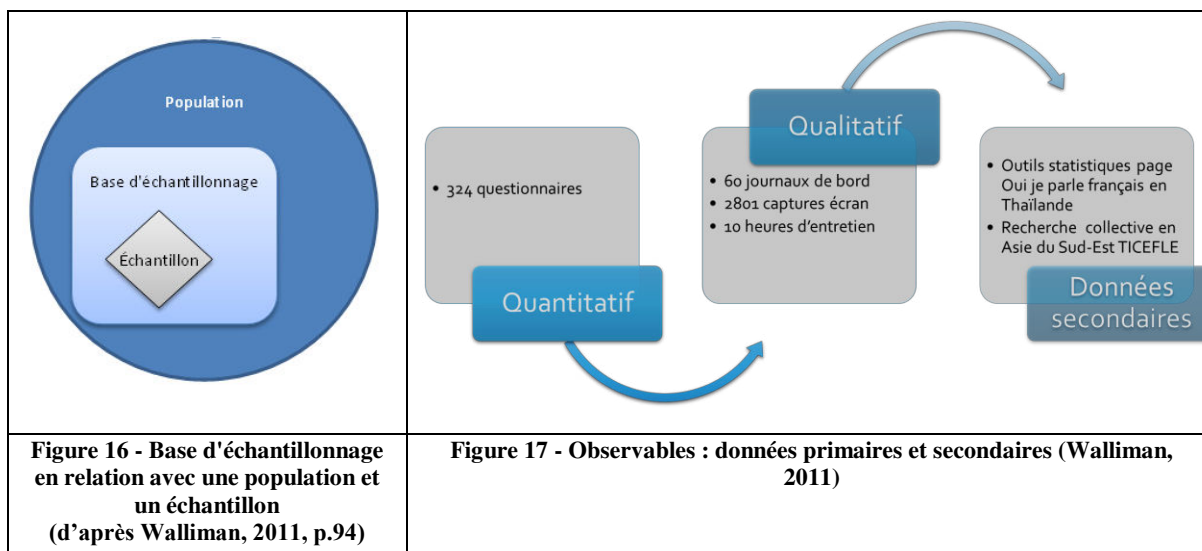 Population
Base d'échantillonnage
Échantillon
• 324 questionnaires
Quantitatif
Qualitatif
• 60 journaux de bord
• 2801 captures écran
• 10 heures d'entretien
• Outils statistiques page
Oui je parle français en
Thaïlande
• Recherche collective en
Asie du Sud-Est TICEFLE
Données
secondaires
Figure 16 - Base d'échantillonnage
en relation avec une population et
un échantillon
(d'après Walliman, 2011, p.94)
Figure 17 - Observables : données primaires et secondaires (Walliman,
2011)